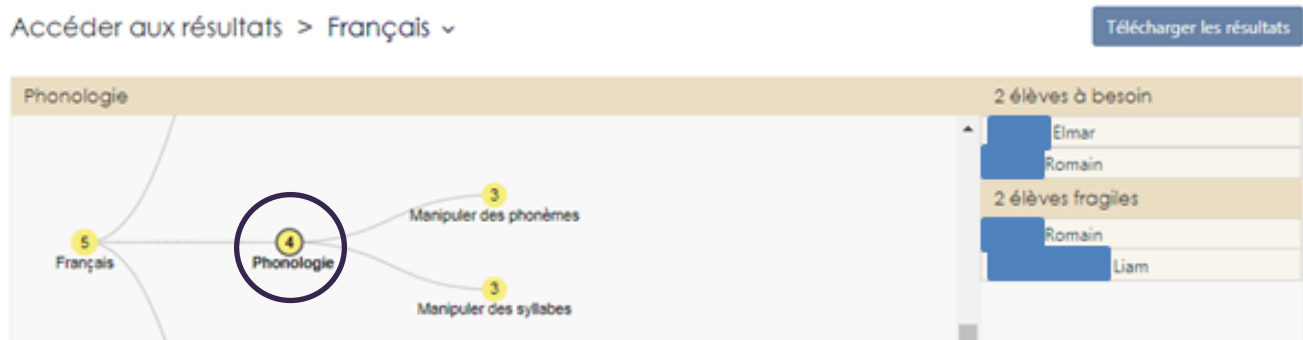 Accéder aux résultats > Français
Télécharger les résultats
Phonologie
2 élèves à besoin
Elmar
Romain
2 élèves fragiles
Romain
Liam
3
Manipuler des phonèmes
5
Français
4
Phonologie
3
Manipuler des syllabes